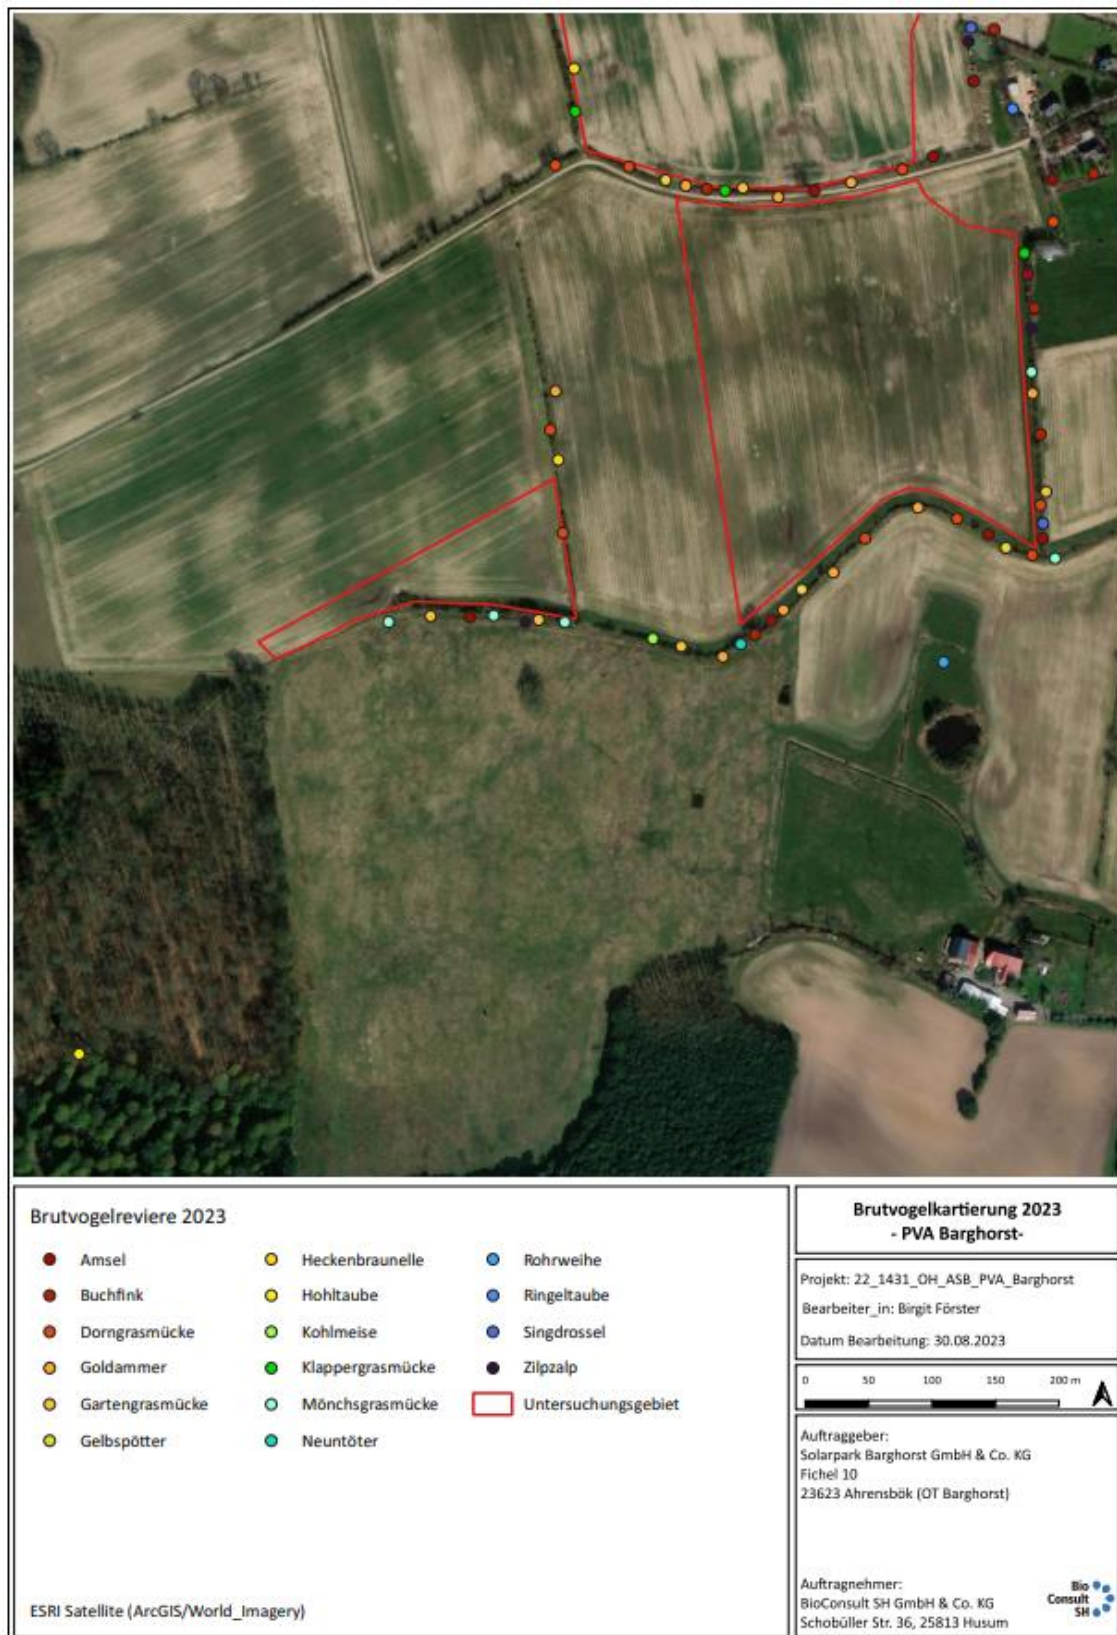 Brutvogelreviere 2023
Amsel
Buchfink
Dorngrasmücke
Goldammer
Gartengrasmücke
Gelbspötter
Heckenbraunelle
Hohltaube
Kohlmeise
Klappergrasmücke
Mönchsgrasmücke
Neuntöter
Rohrweihe
Ringeltaube
Singdrossel
Zilpzalp
Untersuchungsgebiet
ESRI Satellite (ArcGIS/World_Imagery)
Brutvogelkartierung 2023
- PVA Barghorst-
Projekt: 22_1431_OH_ASB_PVA_Barghorst
Bearbeiter_in: Birgit Förster
Datum Bearbeitung: 30.08.2023
0 50 100 150 200 m
Auftraggeber:
Solarpark Barghorst GmbH & Co. KG
Fichel 10
23623 Ahrensbök (OT Barghorst)
Auftragnehmer:
BioConsult SH GmbH & Co. KG
Schobüller Str. 36, 25813 Husum
Bio
Consult
SH